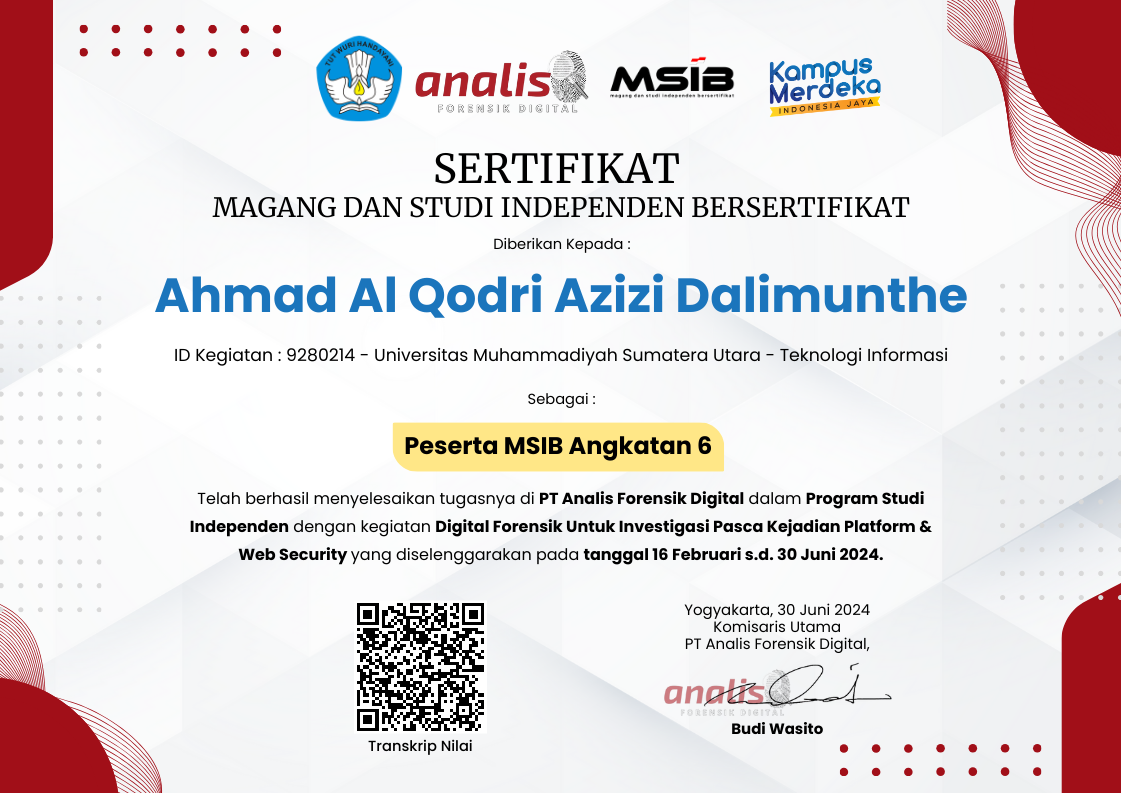 TUT WURI HANDAYANI
analis
FORENSIK DIGITAL
MSIB
magang dan studi independen bersertifikat
Kampus
Merdeka
INDONESIA JAYA
SERTIFIKAT
MAGANG DAN STUDI INDEPENDEN BERSERTIFIKAT
Diberikan Kepada :
Ahmad Al Qodri Azizi Dalimunthe
ID Kegiatan : 9280214 - Universitas Muhammadiyah Sumatera Utara - Teknologi Informasi
Sebagai :
Peserta MSIB Angkatan 6
Telah berhasil menyelesaikan tugasnya di PT Analis Forensik Digital dalam Program Studi
Independen dengan kegiatan Digital Forensik Untuk Investigasi Pasca Kejadian Platform &
Web Security yang diselenggarakan pada tanggal 16 Februari s.d. 30 Juni 2024.
Transkrip Nilai
Yogyakarta, 30 Juni 2024
Komisaris Utama
PT Analis Forensik Digital,
analis
FORENSIK DIGITAL
Budi Wasito